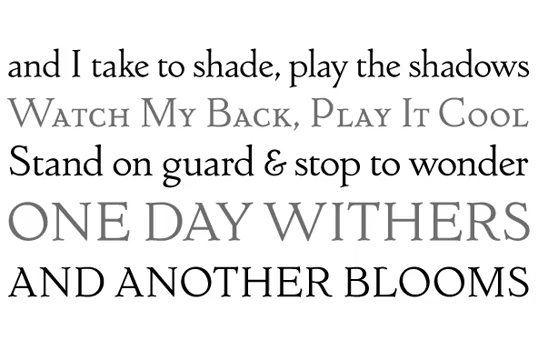 and I take to shade, play the shadows
Watch My Back, Play It Cool
Stand on guard & stop to wonder
ONE DAY WITHERS
AND ANOTHER BLOOMS